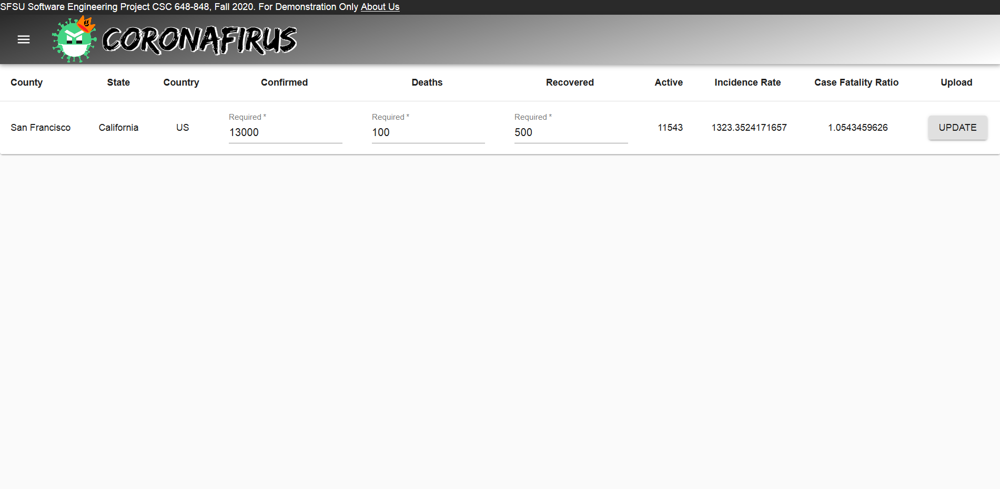 SFSU Software Engineering Project CSC 648-848, Fall 2020. For Demonstration Only About Us
CORONAFIRUS
County State Country Confirmed Deaths Recovered Active Incidence Rate Case Fatality Ratio Upload
Required * Required * Required *
San Francisco California US 13000 100 500 11543 1323.3524171657 1.0543459626 UPDATE